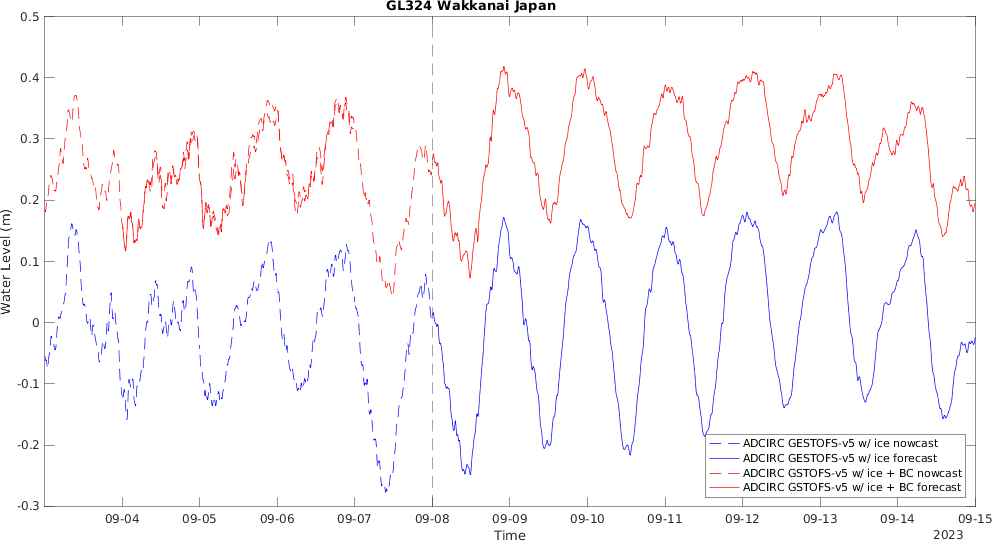 GL324 Wakkanai Japan
0.5
0.4
0.3
0.2
0.1
0
-0.1
-0.2
-0.3
Water Level (m)
09-04 09-05 09-06 09-07 09-08 09-09 09-10 09-11 09-12 09-13 09-14 09-15
Time
2023
ADCIRC GESTOFS-v5 w/ ice nowcast
ADCIRC GESTOFS-v5 w/ ice forecast
ADCIRC GSTOFS-v5 w/ ice + BC nowcast
ADCIRC GSTOFS-v5 w/ ice + BC forecast